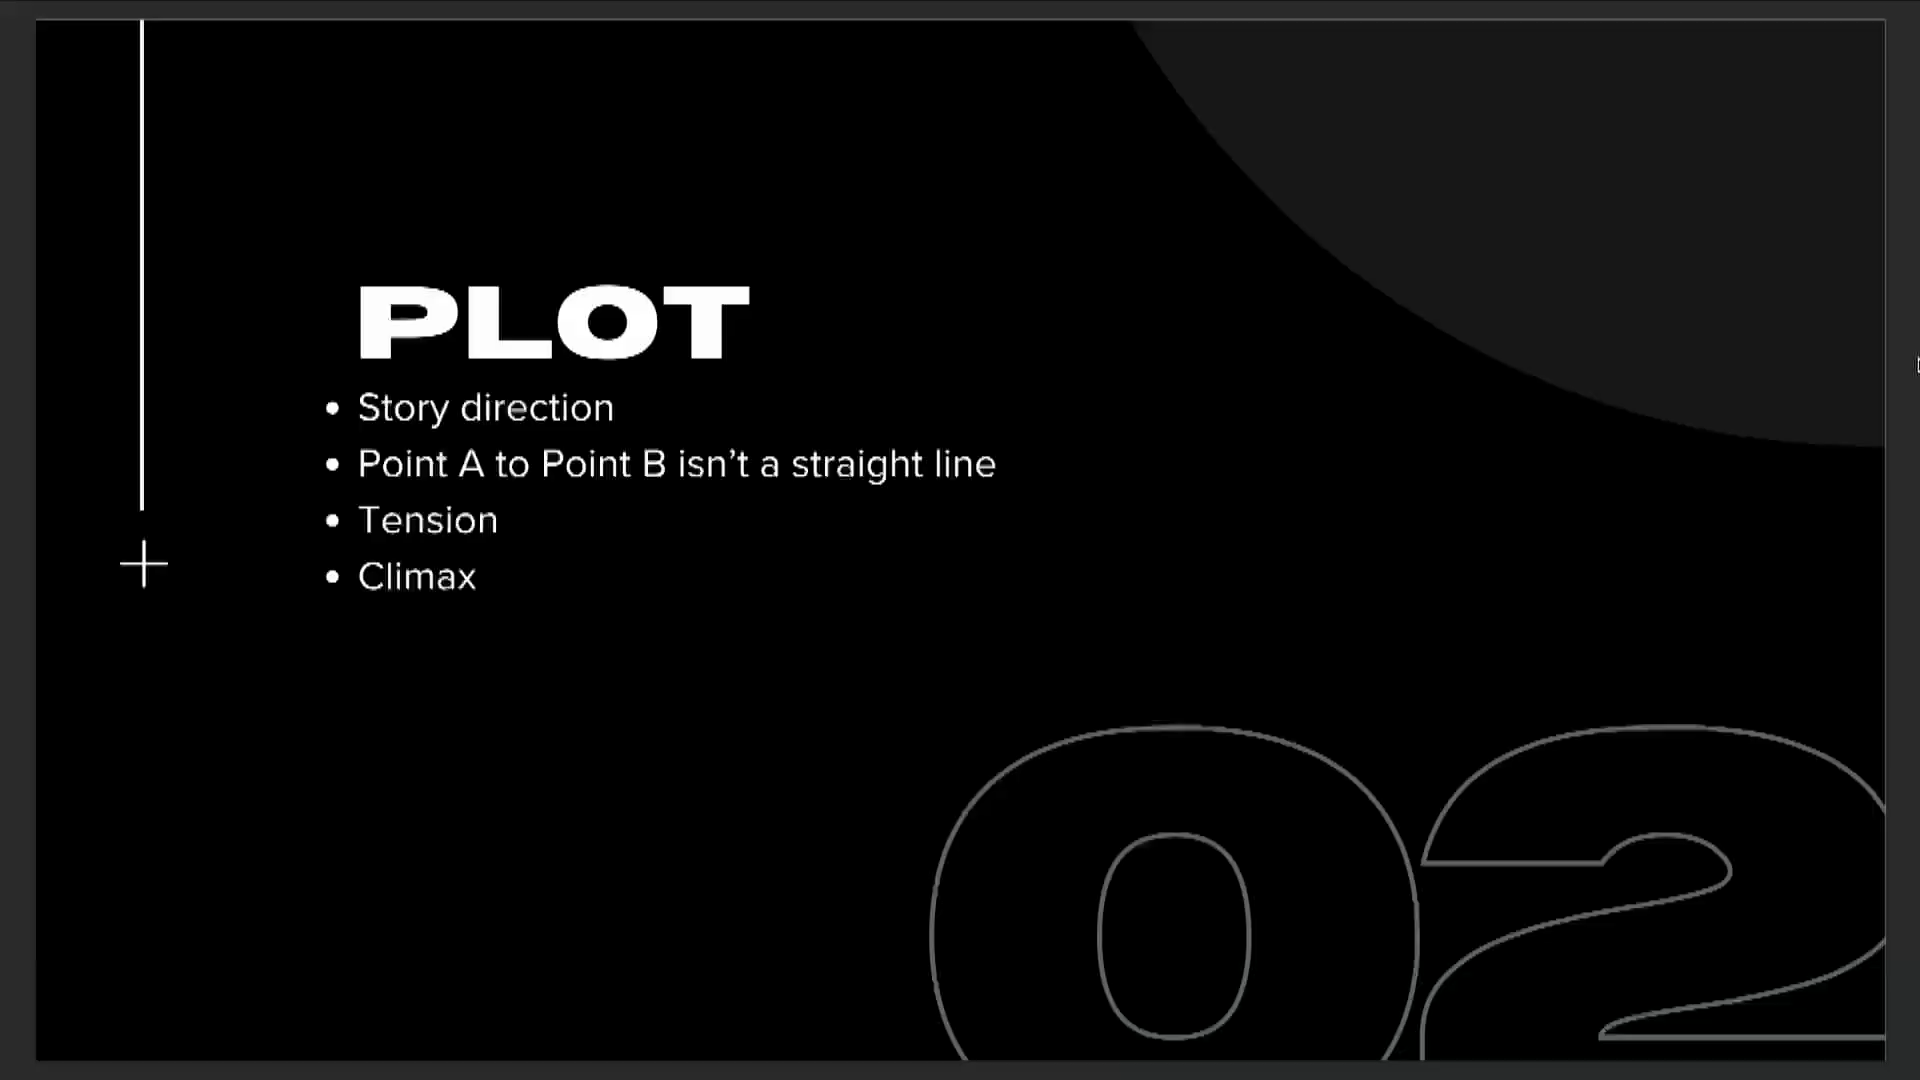 PLOT
• Story direction
• Point A to Point B isn’t a straight line
• Tension
• Climax
02